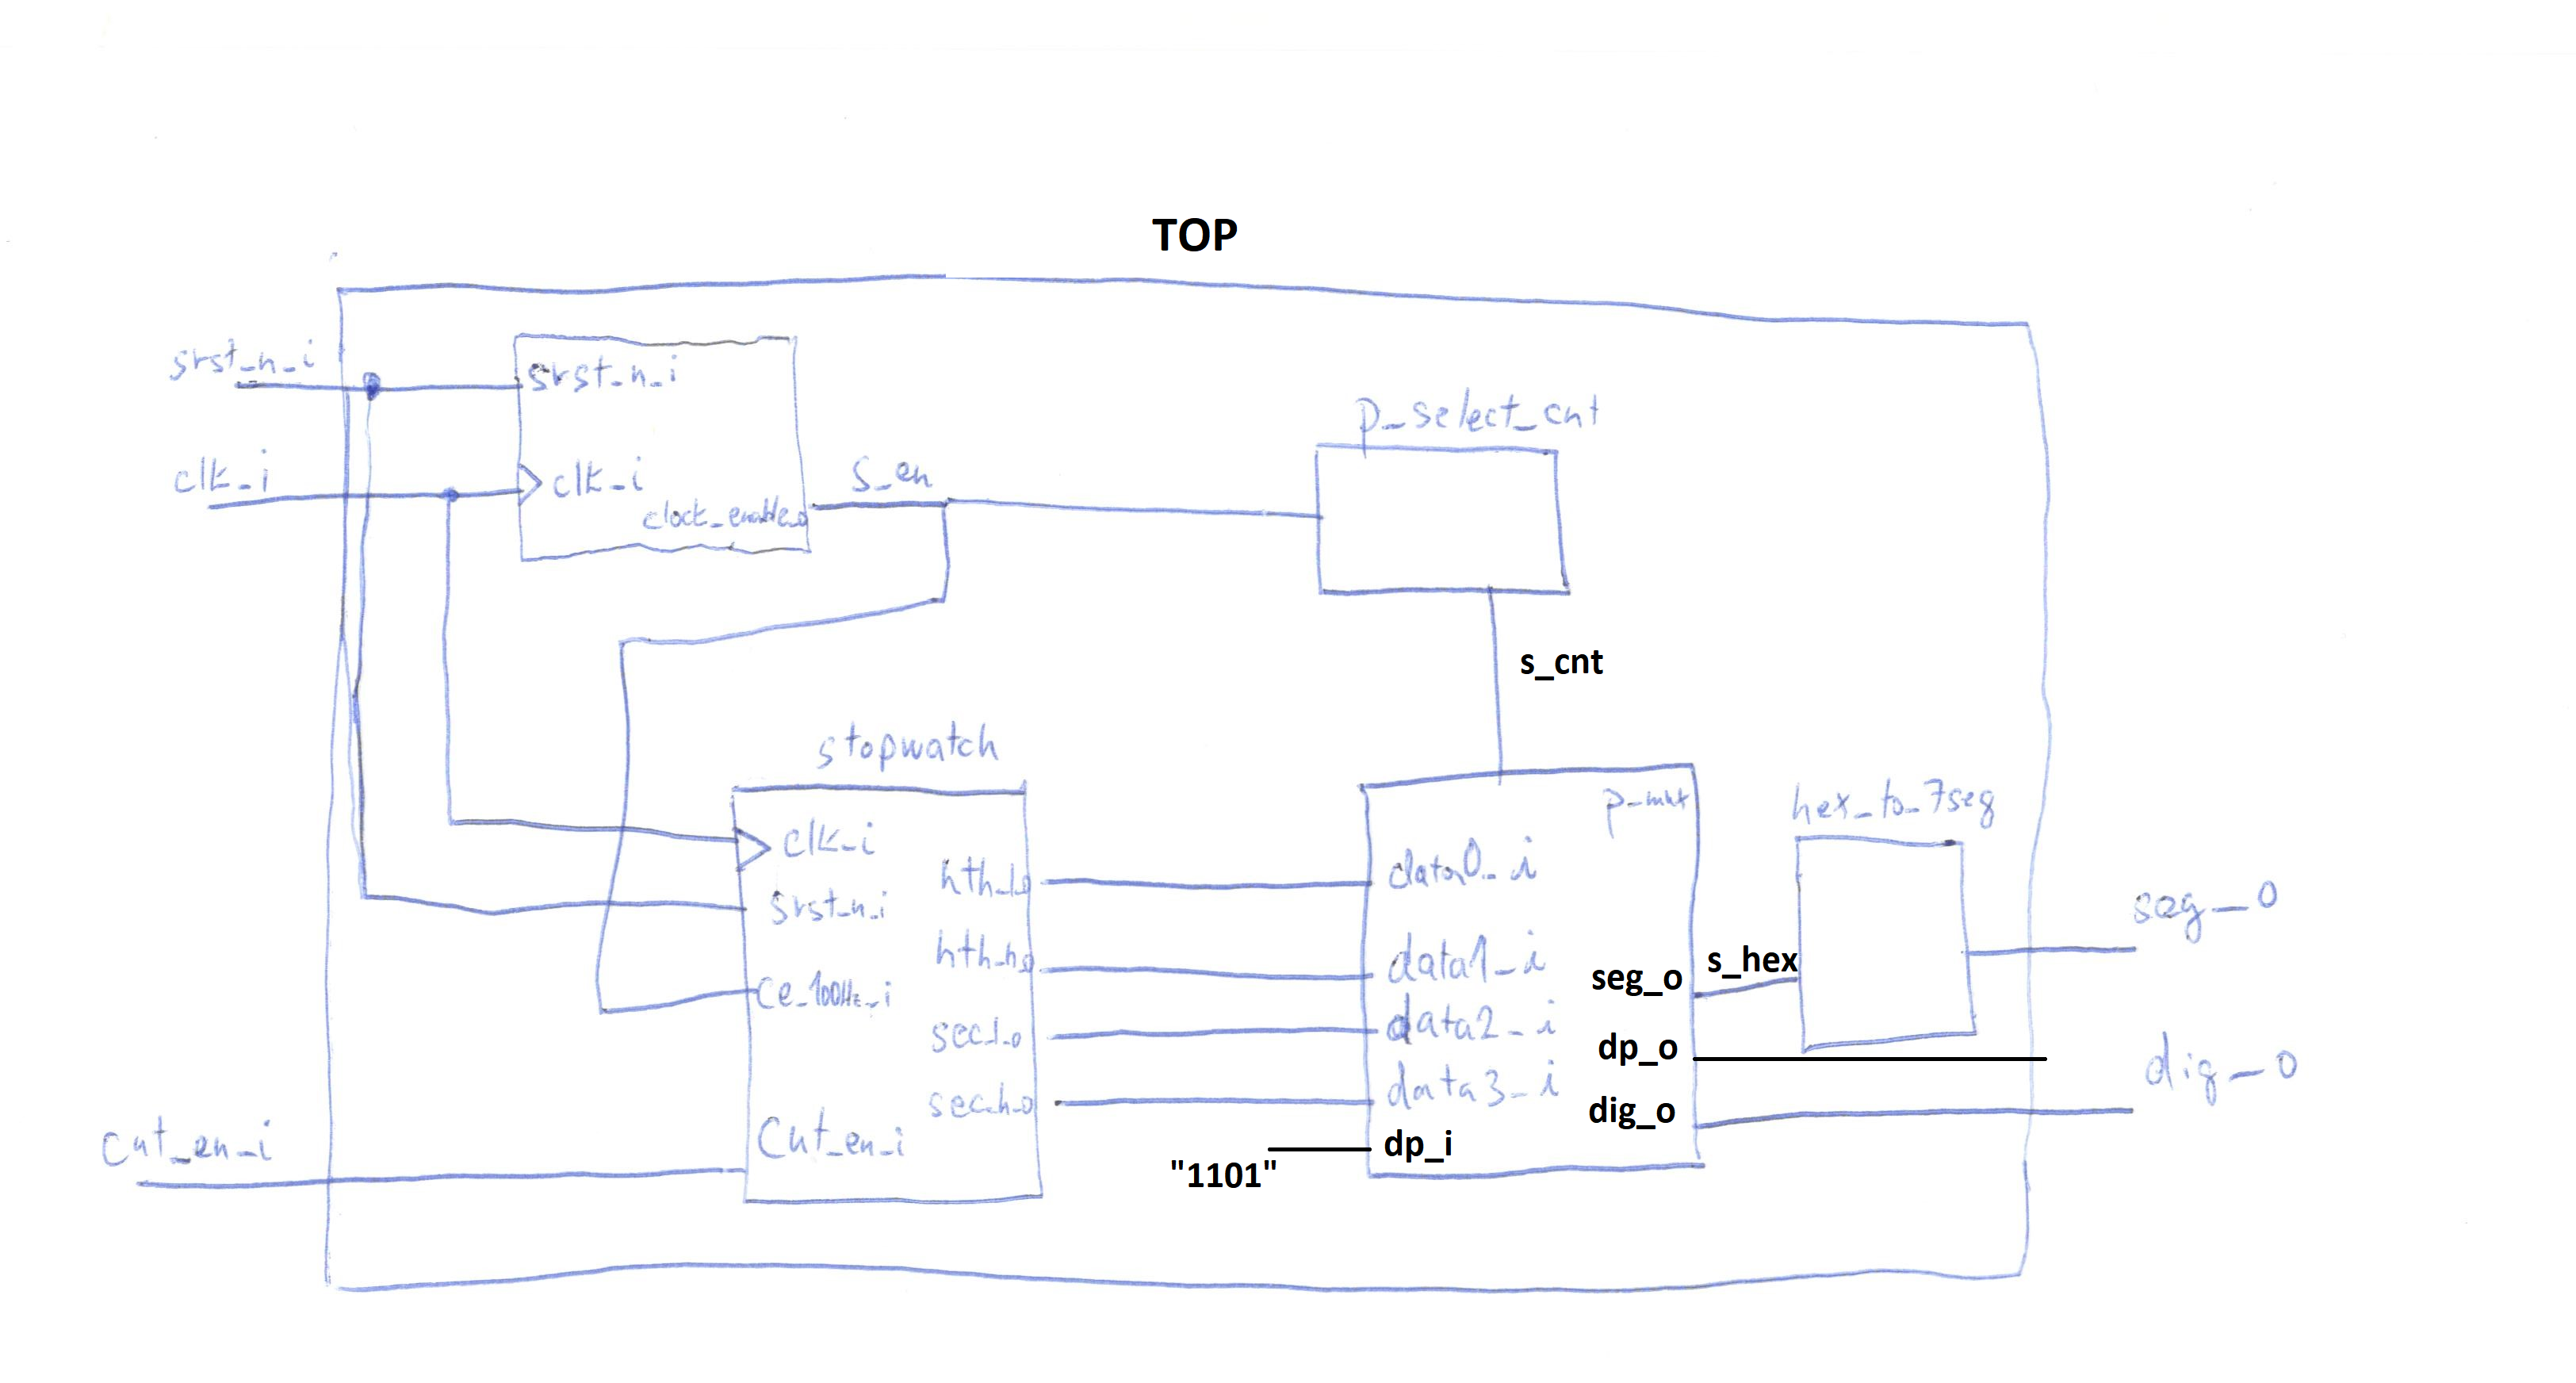 TOP
srst_n_i
srst_n_i
clk_i
clk_i
clock_enable_o
s_en
p_select_cnt
s_cnt
stopwatch
clk_i
srst_n_i
ce_100Hz_i
Cnt_en_i
cnt_en_i
hth_l_o
hth_h_o
sec_l_o
sec_h_o
p_mux
data0_i
data1_i
data2_i
data3_i
dp_i
"1101"
seg_o
dp_o
dig_o
s_hex
hex_to_7seg
seg_o
dig_o